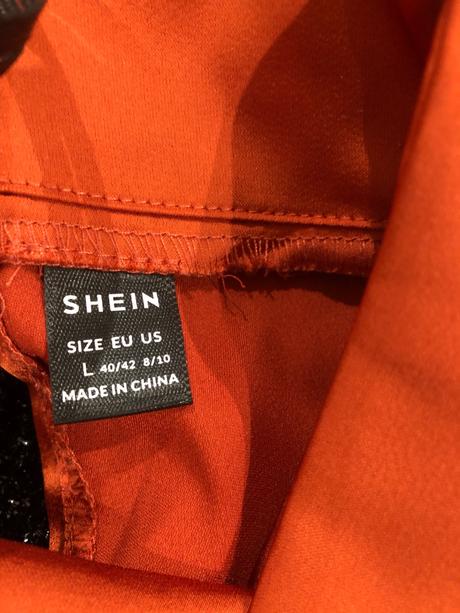 SHEIN
SIZE EU US
L 40/42 8/10
MADE IN CHINA